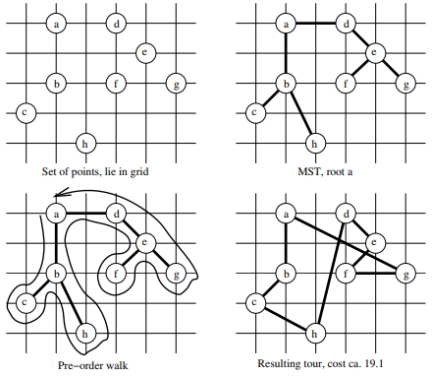 a d
e
b f g
c
h
Set of points, lie in grid
a d
e
b f g
c
h
MST, root a
a d
e
b f g
c
h
Pre-order walk
a d
e
b f g
c
h
Resulting tour, cost ca. 19.1